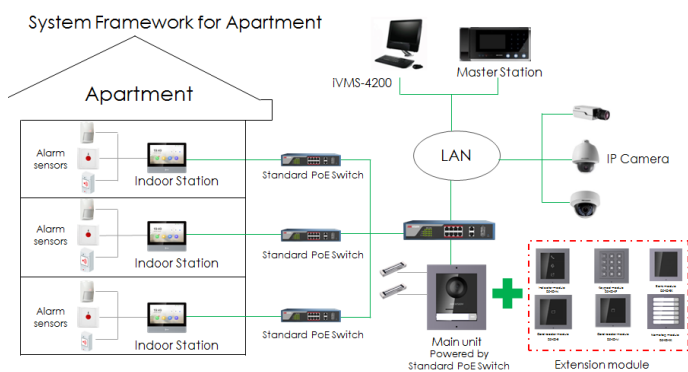 System Framework for Apartment
iVMS-4200
Master Station
Apartment
LAN
IP Camera
Alarm
sensors
Indoor Station
Standard PoE Switch
Alarm
sensors
Indoor Station
Standard PoE Switch
Alarm
sensors
Indoor Station
Standard PoE Switch
Main unit
Powered by
Standard PoE Switch
Extension module